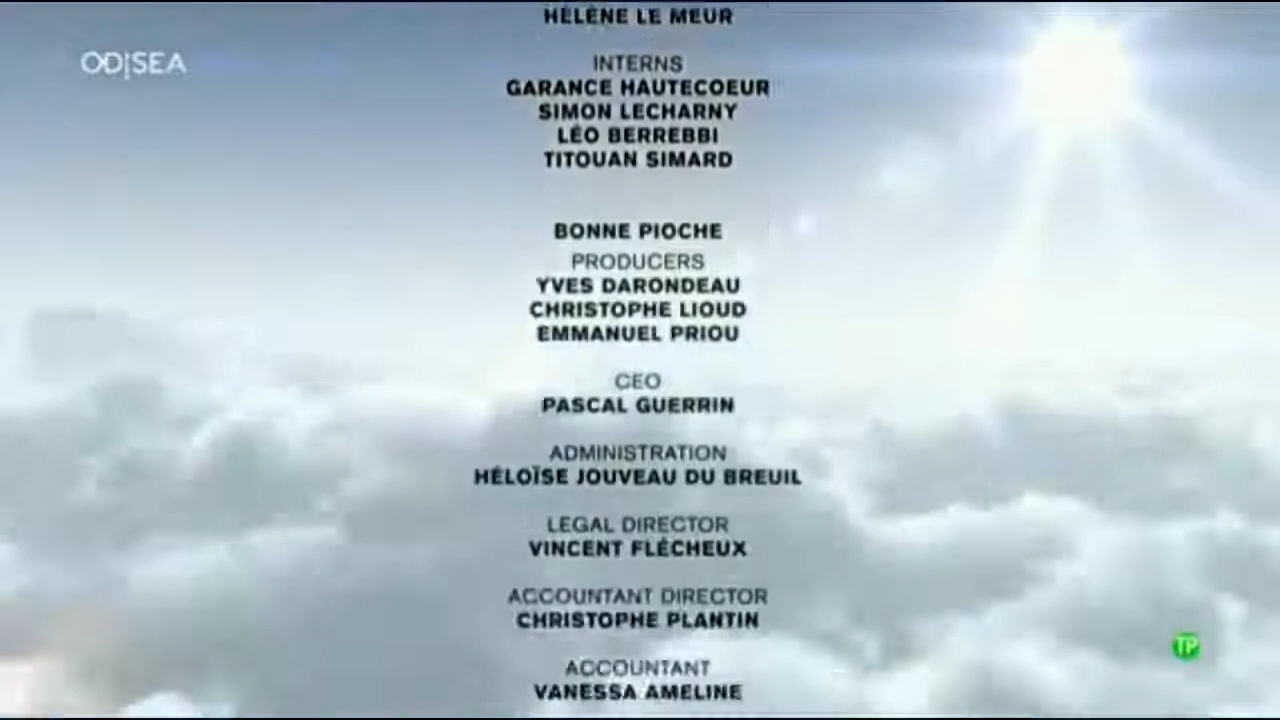 HÉLÈNE LE MEUR
ODISEA
INTERNS
GARANCE HAUTECOEUR
SIMON LECHARNY
LÉO BERREBBI
TITOUAN SIMARD
BONNE PIOCHE
PRODUCERS
YVES DARONDEAU
CHRISTOPHE LIOUD
EMMANUEL PRIOU
CEO
PASCAL GUERRIN
ADMINISTRATION
HÉLOÏSE JOUVEAU DU BREUIL
LEGAL DIRECTOR
VINCENT FLÉCHEUX
ACCOUNTANT DIRECTOR
CHRISTOPHE PLANTIN
TP
ACCOUNTANT
VANESSA AMELINE